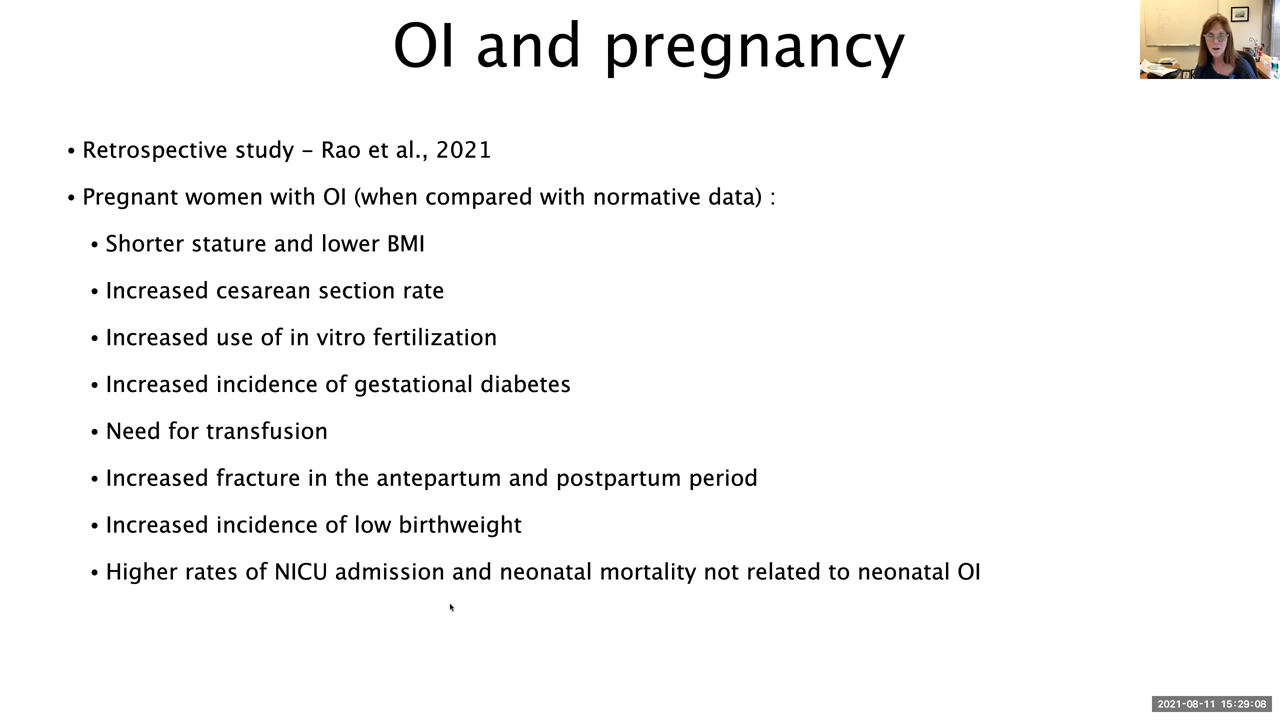 OI and pregnancy
• Retrospective study – Rao et al., 2021
• Pregnant women with OI (when compared with normative data) :
• Shorter stature and lower BMI
• Increased cesarean section rate
• Increased use of in vitro fertilization
• Increased incidence of gestational diabetes
• Need for transfusion
• Increased fracture in the antepartum and postpartum period
• Increased incidence of low birthweight
• Higher rates of NICU admission and neonatal mortality not related to neonatal OI
2021-08-11 15:29:08